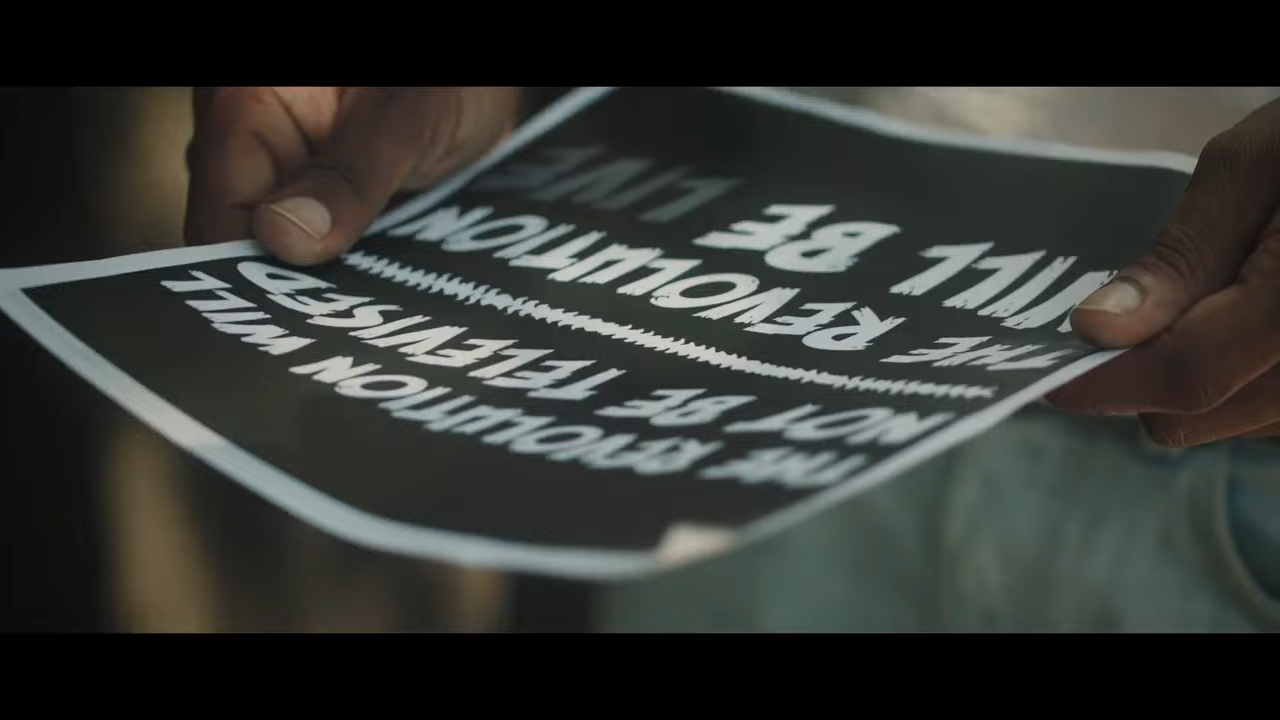 THE REVOLUTION WILL
NOT BE TELEVISED
THE REVOLUTION
WILL BE LIVE